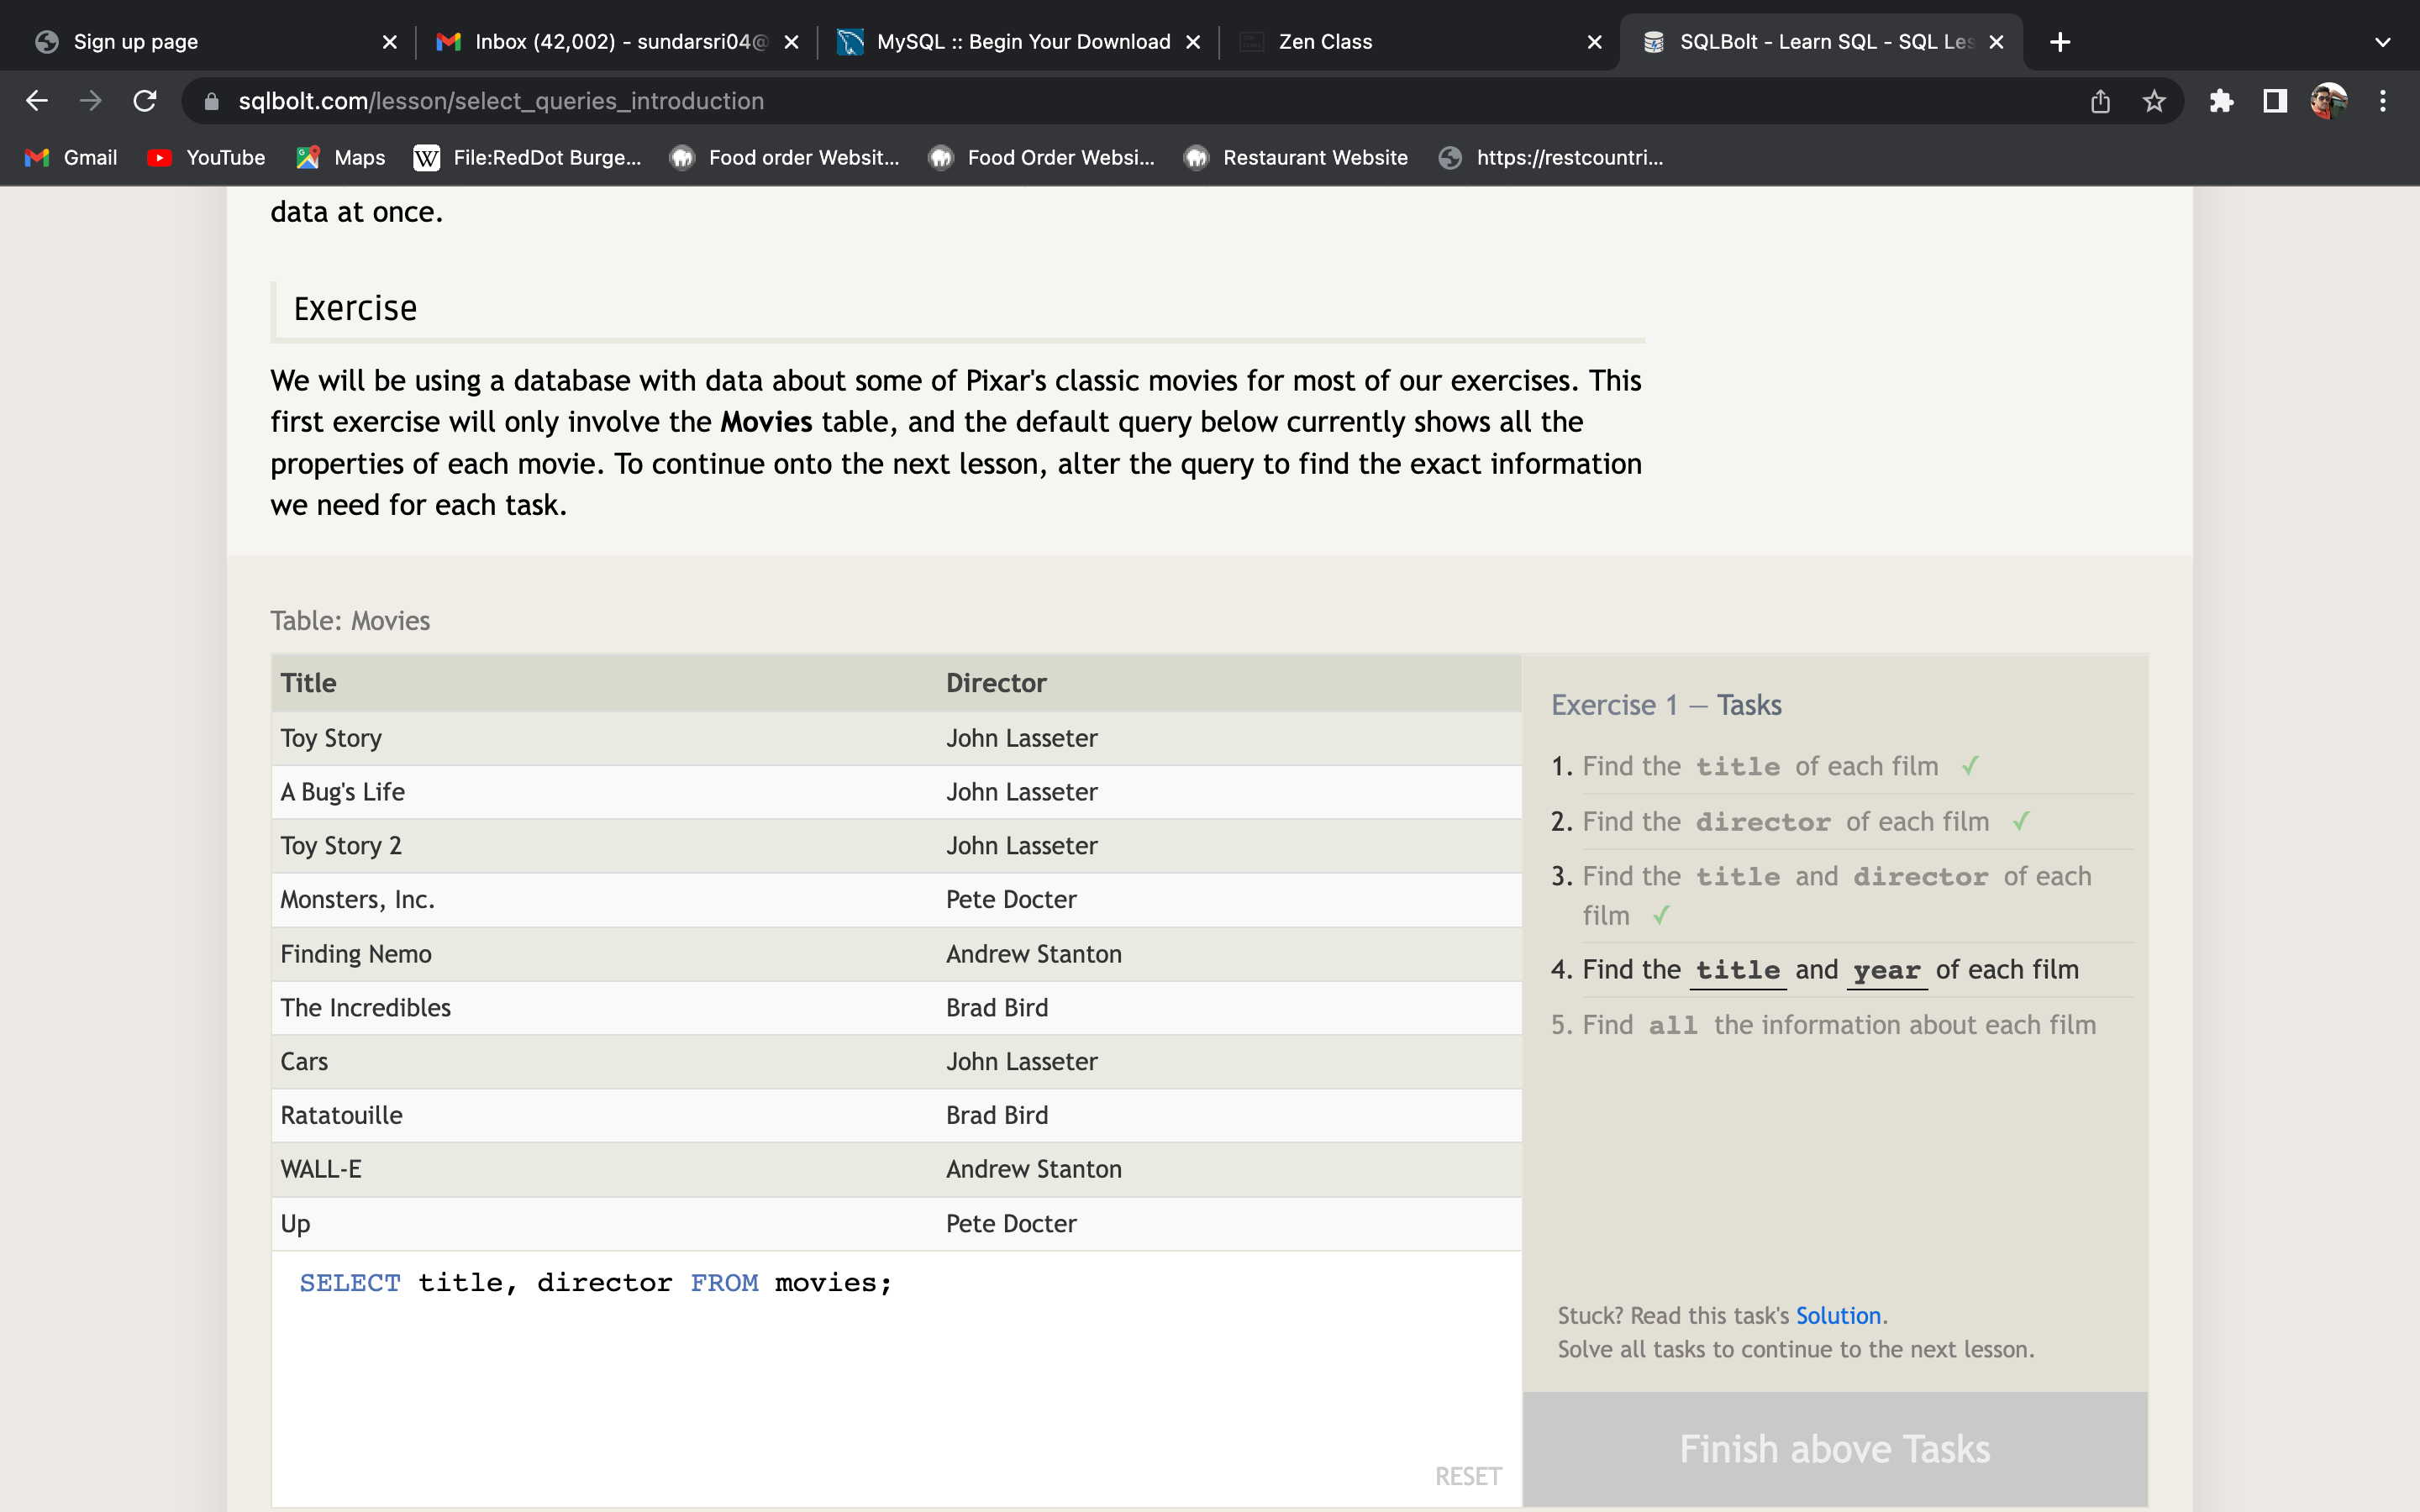 Sign up page
Inbox (42,002) - sundarsri04@
MySQL :: Begin Your Download
Zen Class
SQLBolt - Learn SQL - SQL Les
sqlbolt.com/lesson/select_queries_introduction
Gmail
YouTube
Maps
W
File:RedDot Burge...
Food order Websit...
Food Order Websi...
Restaurant Website
https://restcountri...
data at once.
Exercise
We will be using a database with data about some of Pixar's classic movies for most of our exercises. This
first exercise will only involve the Movies table, and the default query below currently shows all the
properties of each movie. To continue onto the next lesson, alter the query to find the exact information
we need for each task.
Table: Movies
Title Director
Toy Story John Lasseter
A Bug's Life John Lasseter
Toy Story 2 John Lasseter
Monsters, Inc. Pete Docter
Finding Nemo Andrew Stanton
The Incredibles Brad Bird
Cars John Lasseter
Ratatouille Brad Bird
WALL-E Andrew Stanton
Up Pete Docter
SELECT title, director FROM movies;
RESET
Exercise 1 — Tasks
1. Find the title of each film ✓
2. Find the director of each film ✓
3. Find the title and director of each
film ✓
4. Find the title and year of each film
5. Find all the information about each film
Stuck? Read this task's Solution.
Solve all tasks to continue to the next lesson.
Finish above Tasks